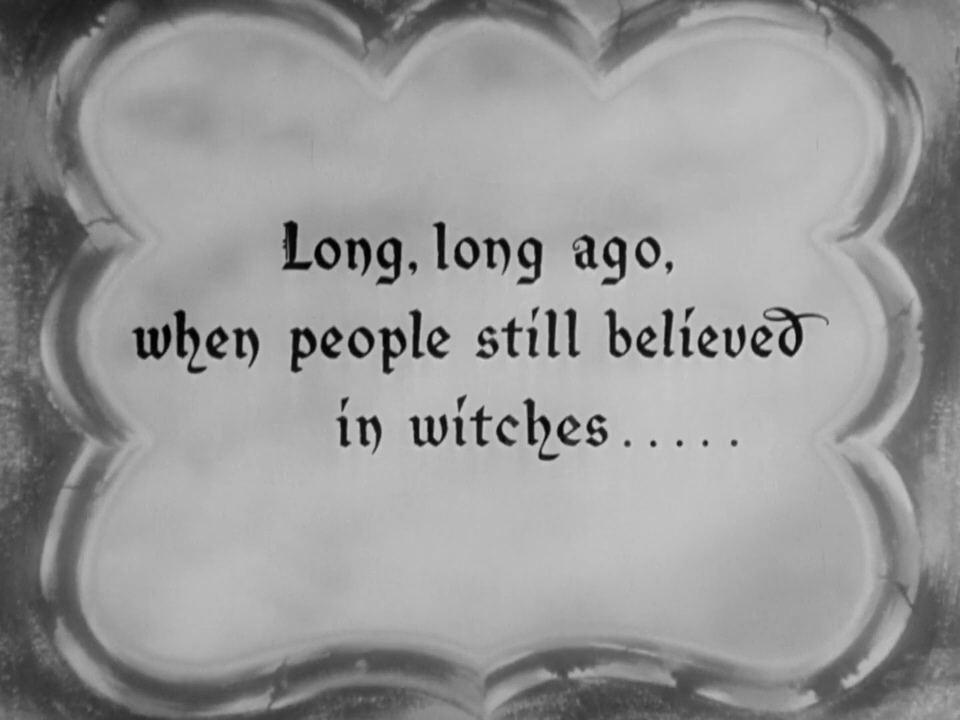 Long, long ago,
when people still believed
in witches.....